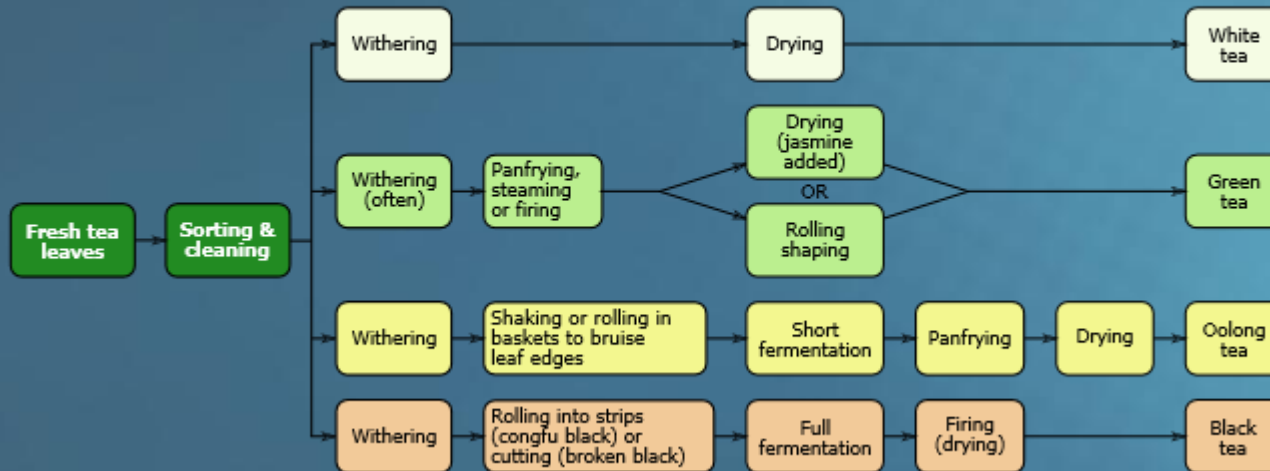 Fresh tea
leaves
Sorting &
cleaning
Withering
Drying
White
tea
Withering
(often)
Panfrying,
steaming
or firing
Drying
(jasmine
added)
OR
Rolling
shaping
Green
tea
Withering
Shaking or rolling in
baskets to bruise
leaf edges
Short
fermentation
Panfrying
Drying
Oolong
tea
Withering
Rolling into strips
(congfu black) or
cutting (broken black)
Full
fermentation
Firing
(drying)
Black
tea